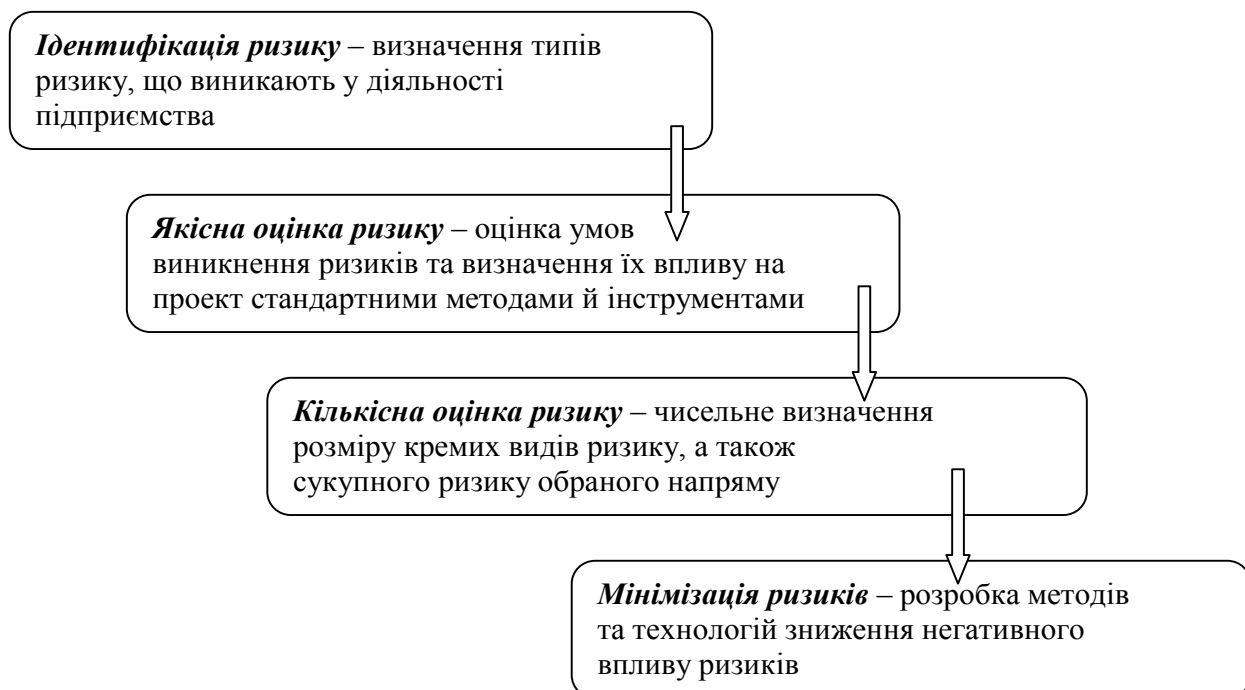 Ідентифікація ризику – визначення типів
ризику, що виникають у діяльності
підприємства
Якісна оцінка ризику – оцінка умов
виникнення ризиків та визначення їх впливу на
проект стандартними методами й інструментами
Кількісна оцінка ризику – чисельне визначення
розміру кремих видів ризику, а також
сукупного ризику обраного напряму
Мінімізація ризиків – розробка методів
та технологій зниження негативного
впливу ризиків